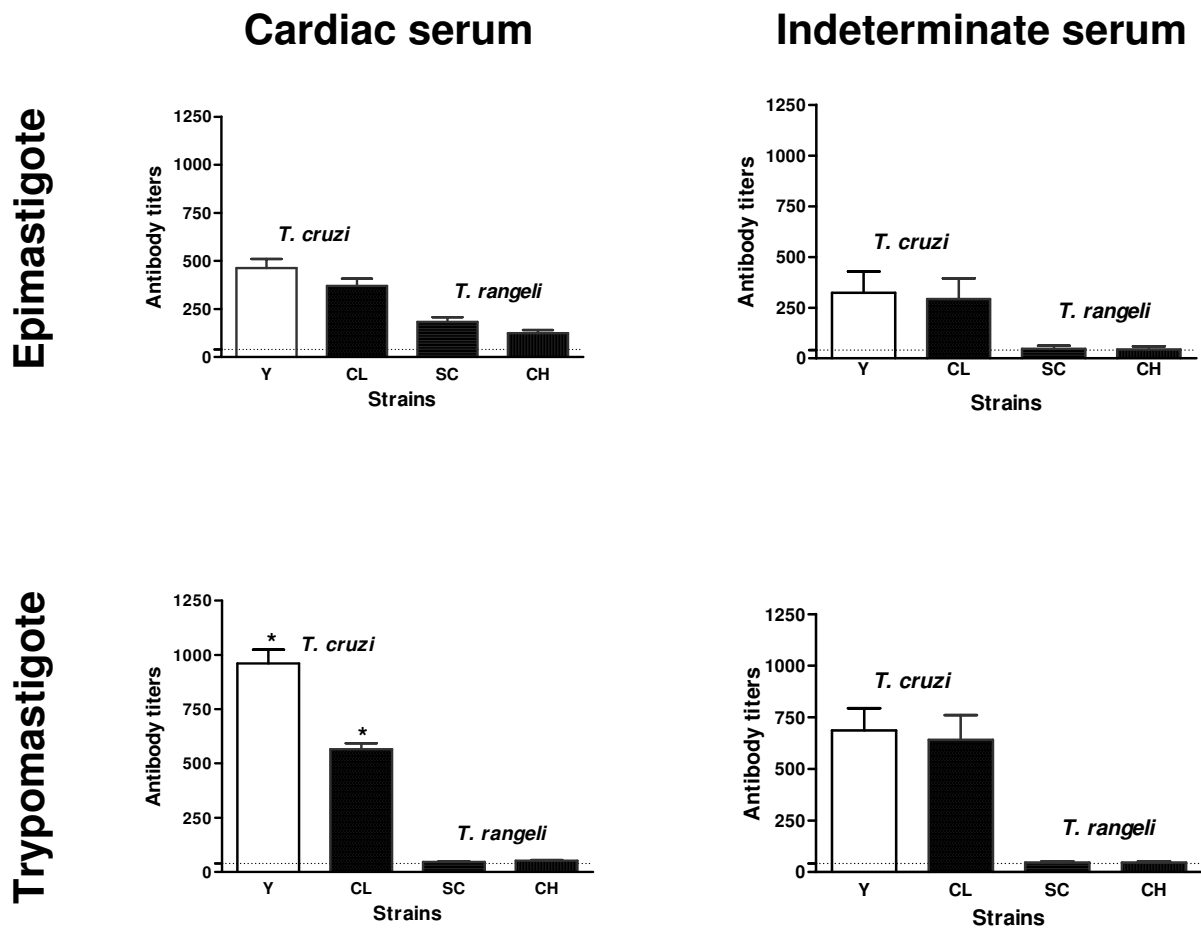 Cardiac serum
Indeterminate serum
Epimastigote
1250
1000
750
500
250
0
Antibody titers
T. cruzi
T. rangeli
Y CL SC CH
Strains
1250
1000
750
500
250
0
Antibody titers
T. cruzi
T. rangeli
Y CL SC CH
Strains
Trypomastigote
1250
1000
750
500
250
0
Antibody titers
* T. cruzi
*
T. rangeli
Y CL SC CH
Strains
1250
1000
750
500
250
0
Antibody titers
T. cruzi
T. rangeli
Y CL SC CH
Strains